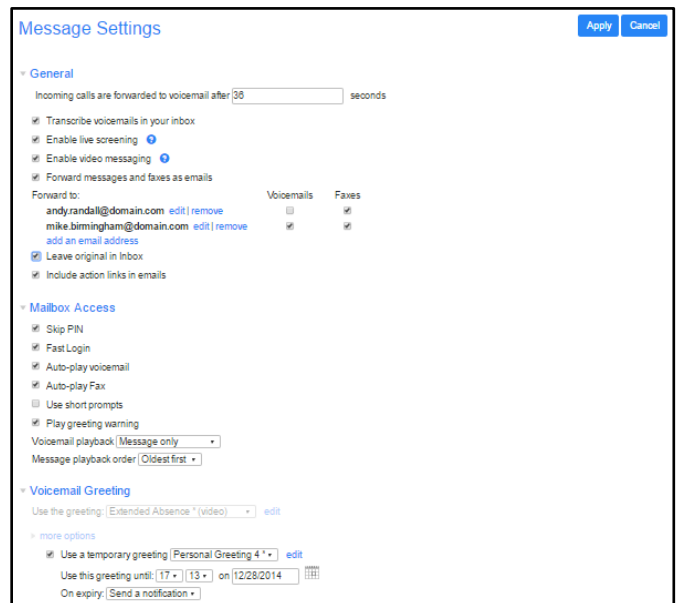 Message Settings
Apply Cancel
General
Incoming calls are forwarded to voicemail after 36 seconds
Transcribe voicemails in your inbox
Enable live screening ?
Enable video messaging ?
Forward messages and faxes as emails
Forward to: Voicemails Faxes
andy.randall@domain.com edit | remove
mike.birmingham@domain.com edit | remove
add an email address
Leave original in Inbox
Include action links in emails
Mailbox Access
Skip PIN
Fast Login
Auto-play voicemail
Auto-play Fax
Use short prompts
Play greeting warning
Voicemail playback Message only
Message playback order Oldest first
Voicemail Greeting
Use the greeting: Extended Absence * (video) edit
more options
Use a temporary greeting Personal Greeting 4 * edit
Use this greeting until: 17 13 on 12/28/2014
On expiry: Send a notification